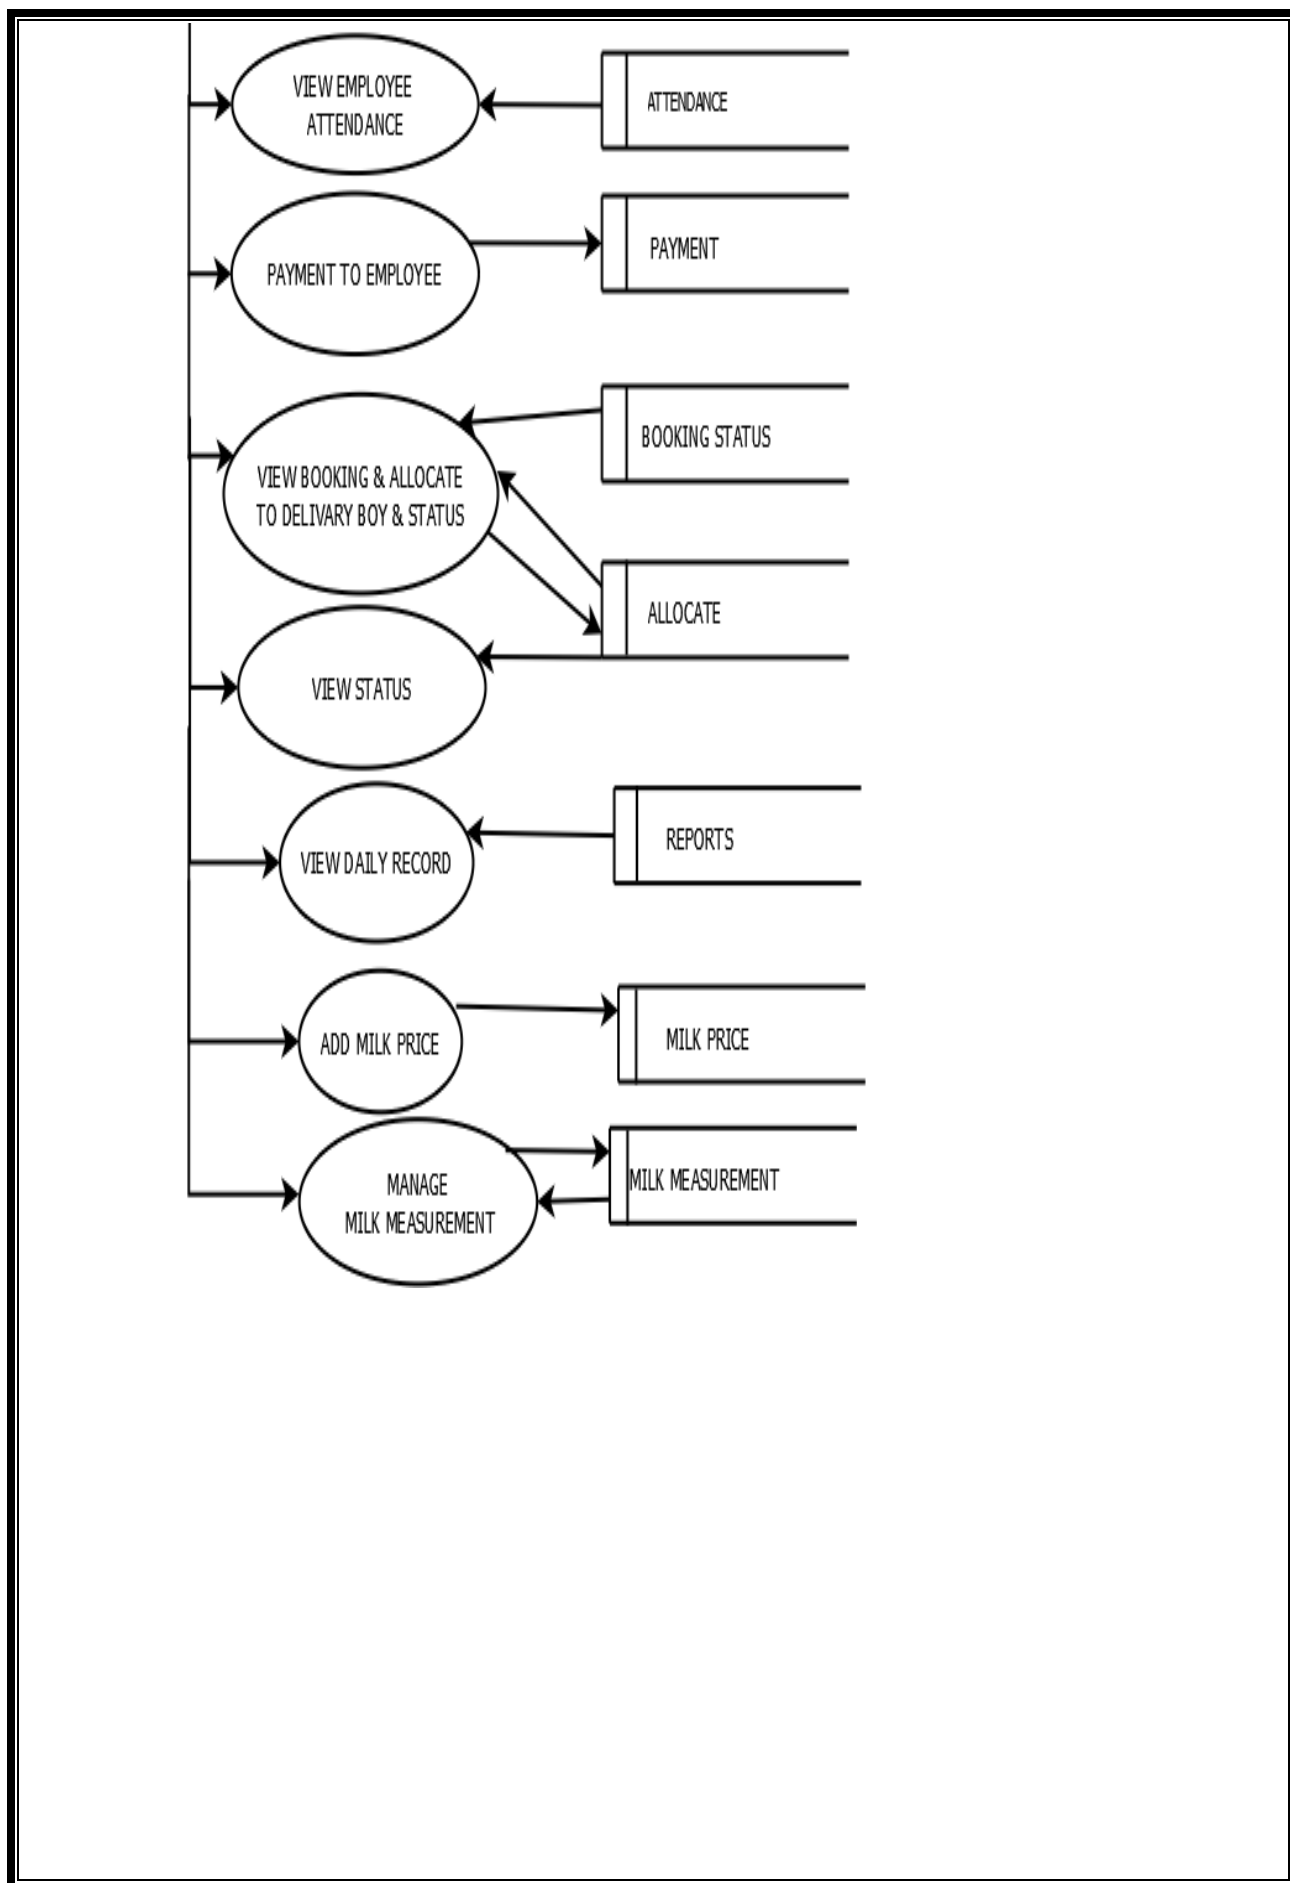 VIEW EMPLOYEE
ATTENDANCE
ATTENDANCE
PAYMENT TO EMPLOYEE
PAYMENT
BOOKING STATUS
VIEW BOOKING & ALLOCATE
TO DELIVARY BOY & STATUS
ALLOCATE
VIEW STATUS
VIEW DAILY RECORD
REPORTS
ADD MILK PRICE
MILK PRICE
MANAGE
MILK MEASUREMENT
MILK MEASUREMENT